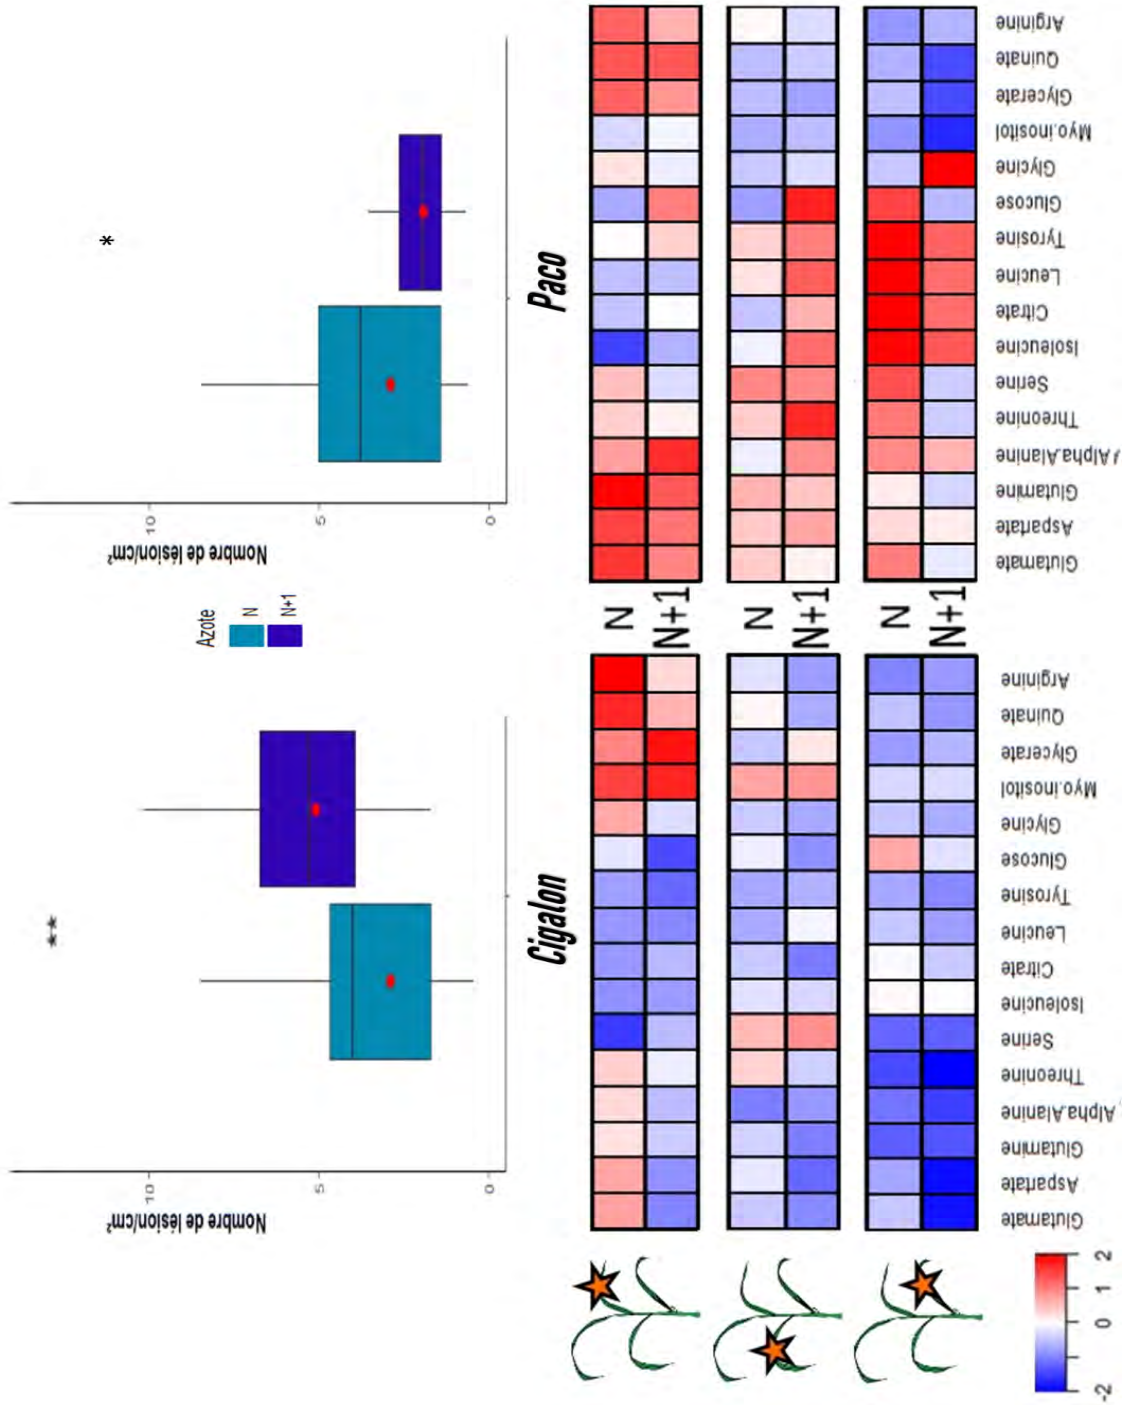 Nombre de lésion/cm²
10
5
0
**
Cigalon
Azote
N
N+1
Nombre de lésion/cm²
10
5
0
*
Paco
N
N+1
N
N+1
N
N+1
-2
0
1
2
Glutamate
Aspartate
Glutamine
Alpha.Alanine
Threonine
Serine
Isoleucine
Citrate
Leucine
Tyrosine
Glucose
Glycine
Myo.inositol
Glycerate
Quinate
Arginine
Glutamate
Aspartate
Glutamine
Alpha.Alanine
Threonine
Serine
Isoleucine
Citrate
Leucine
Tyrosine
Glucose
Glycine
Myo.inositol
Glycerate
Quinate
Arginine